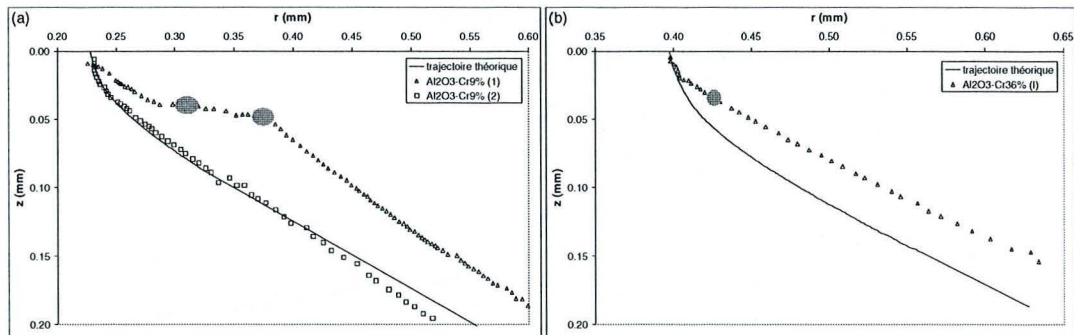 (a)
r (mm)
0.20 0.25 0.30 0.35 0.40 0.45 0.50 0.55 0.60
0.00
0.05
0.10
0.15
0.20
z (mm)
trajectoire théorique
Al2O3-Cr9% (1)
Al2O3-Cr9% (2)
(b)
r (mm)
0.35 0.40 0.45 0.50 0.55 0.60 0.65
0.00
0.05
0.10
0.15
0.20
z (mm)
trajectoire théorique
Al2O3-Cr36% (I)